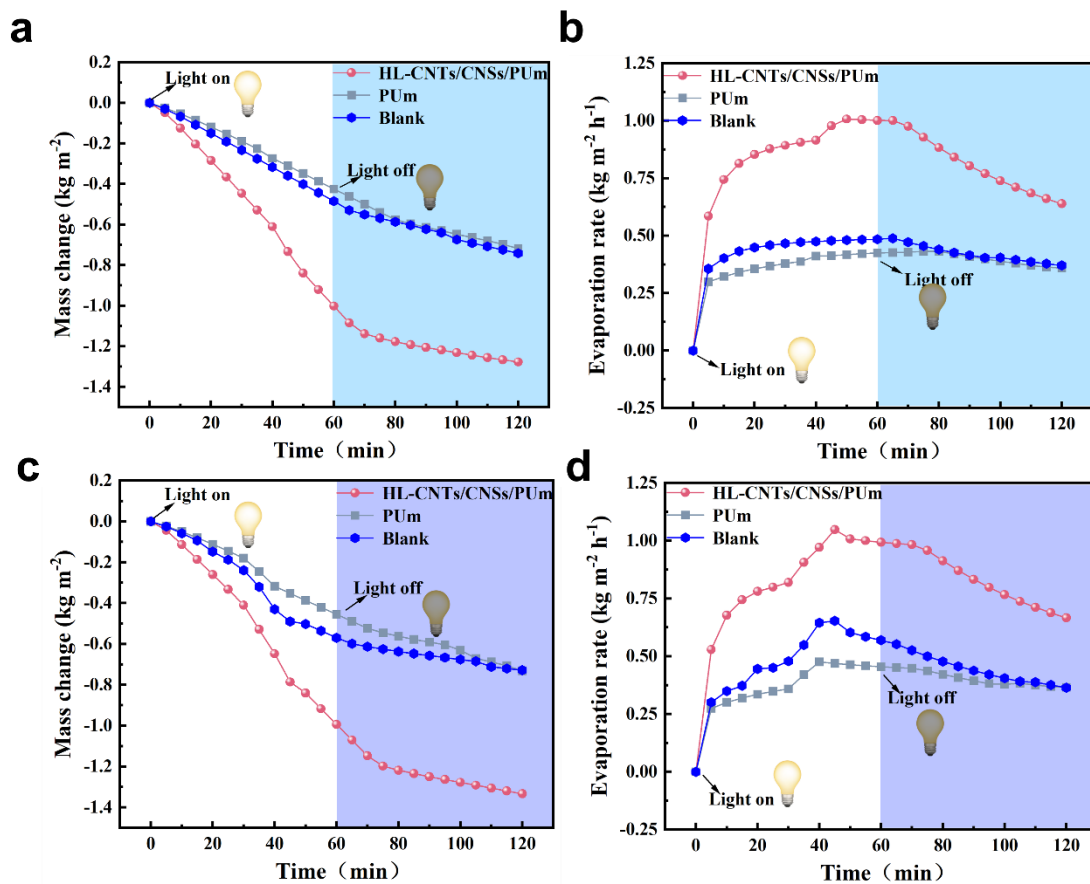 a
0.2
0.0
-0.2
-0.4
-0.6
-0.8
-1.0
-1.2
-1.4
Mass change (kg m-2)
Light on
HL-CNTs/CNSs/PUm
PUm
Blank
Light off
0 20 40 60 80 100 120
Time（min）
b
1.25
1.00
0.75
0.50
0.25
0.00
-0.25
Evaporation rate (kg m-2 h-1)
HL-CNTs/CNSs/PUm
PUm
Blank
Light off
Light on
0 20 40 60 80 100 120
Time（min）
c
0.2
0.0
-0.2
-0.4
-0.6
-0.8
-1.0
-1.2
-1.4
Mass change (kg m-2)
Light on
HL-CNTs/CNSs/PUm
PUm
Blank
Light off
0 20 40 60 80 100 120
Time（min）
d
1.25
1.00
0.75
0.50
0.25
0.00
-0.25
Evaporation rate (kg m-2 h-1)
HL-CNTs/CNSs/PUm
PUm
Blank
Light off
Light on
0 20 40 60 80 100 120
Time（min）